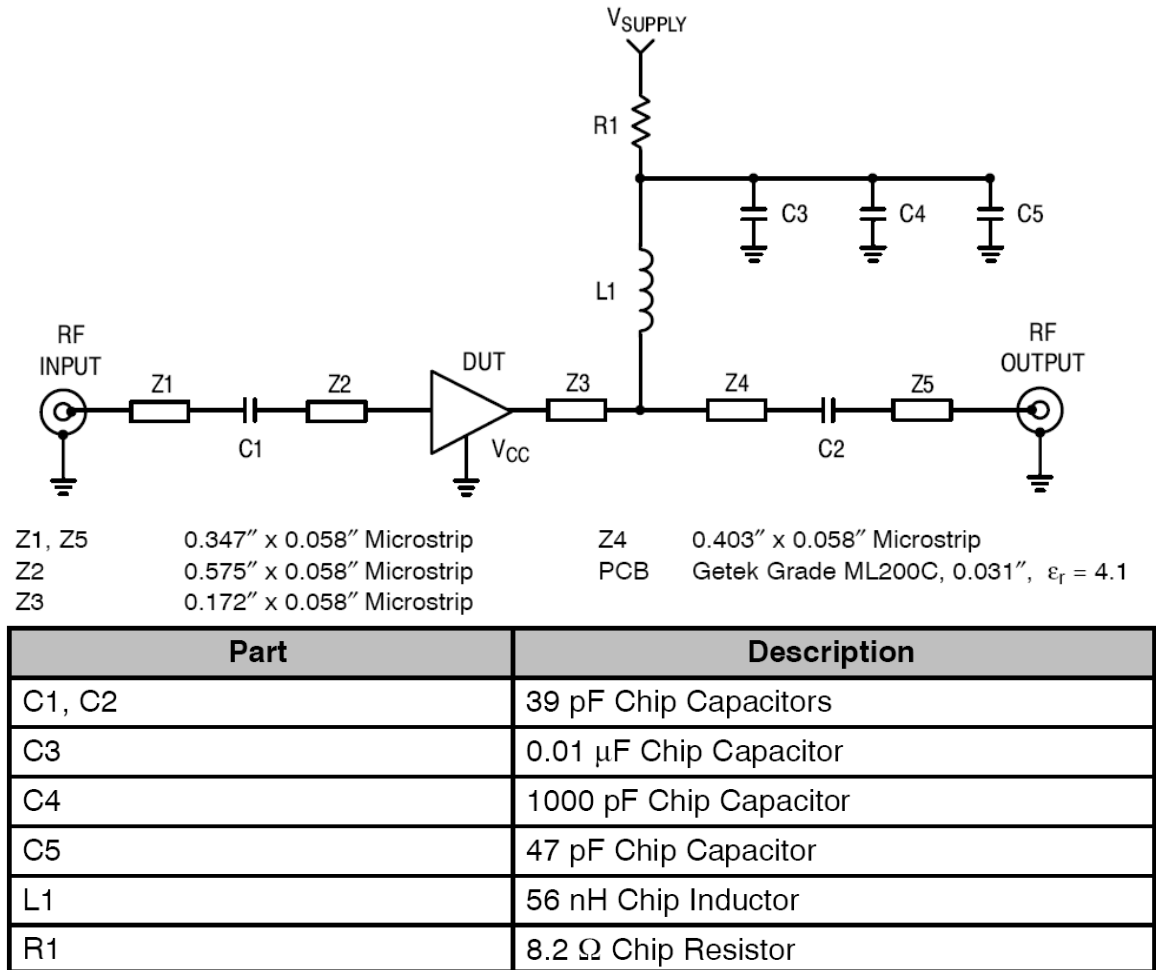 VSUPPLY
R1
C3 C4 C5
L1
RF
INPUT
RF
OUTPUT
DUT
Z1 Z2 Z3 Z4 Z5
C1 VCC C2
Z1, Z5 0.347″ x 0.058″ Microstrip
Z2 0.575″ x 0.058″ Microstrip
Z3 0.172″ x 0.058″ Microstrip
Z4 0.403″ x 0.058″ Microstrip
PCB Getek Grade ML200C, 0.031″, εr = 4.1
Part Description
C1, C2 39 pF Chip Capacitors
C3 0.01 μF Chip Capacitor
C4 1000 pF Chip Capacitor
C5 47 pF Chip Capacitor
L1 56 nH Chip Inductor
R1 8.2 Ω Chip Resistor